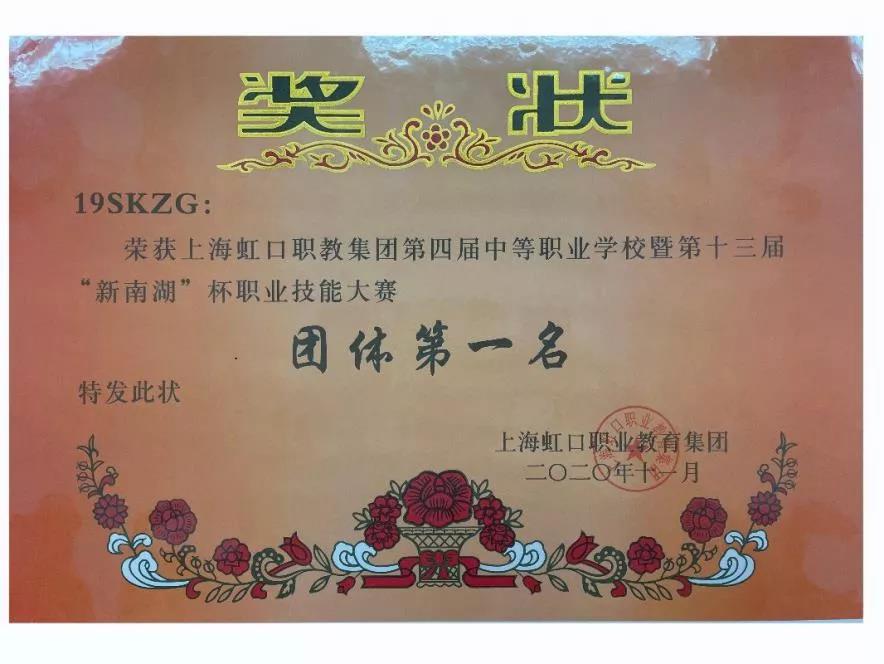 奖状
19SKZG：
荣获上海虹口职教集团第四届中等职业学校暨第十三届
“新南湖”杯职业技能大赛
团体第一名
特发此状
上海虹口职业教育集团
二〇二〇年十一月